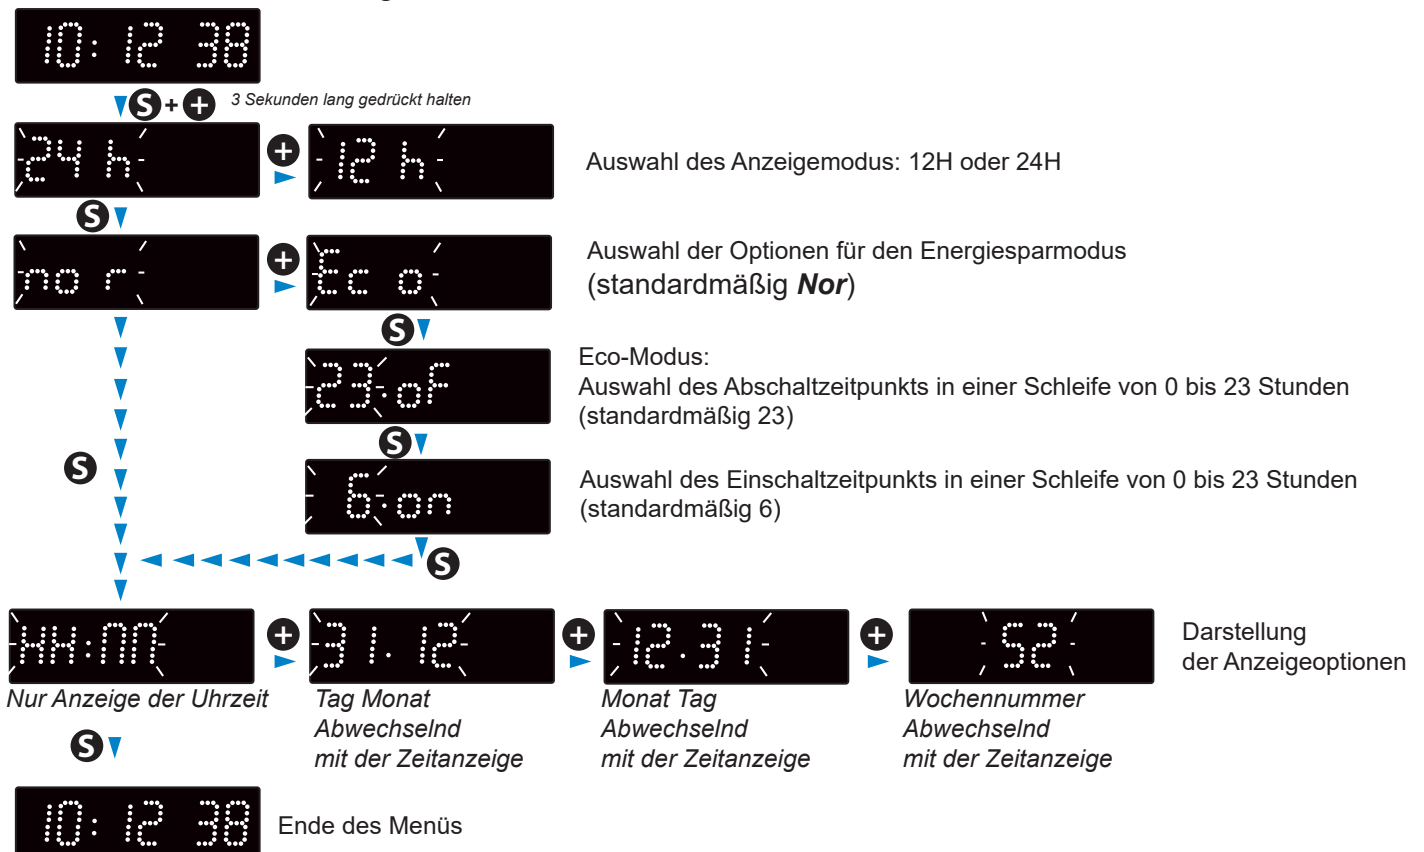 10:12 38
S + + 3 Sekunden lang gedrückt halten
24 h + 12 h Auswahl des Anzeigemodus: 12H oder 24H
S
nor + Eco Auswahl der Optionen für den Energiesparmodus
(standardmäßig Nor)
S
Eco-Modus:
23:oF Auswahl des Abschaltzeitpunkts in einer Schleife von 0 bis 23 Stunden
(standardmäßig 23)
S
S
6:on Auswahl des Einschaltzeitpunkts in einer Schleife von 0 bis 23 Stunden
(standardmäßig 6)
S
HH:MM + 31.12 + 12.31 + 52 Darstellung
der Anzeigeoptionen
Nur Anzeige der Uhrzeit
Tag Monat
Abwechselnd
mit der Zeitanzeige
Monat Tag
Abwechselnd
mit der Zeitanzeige
Wochennummer
Abwechselnd
mit der Zeitanzeige
S
10:12 38 Ende des Menüs